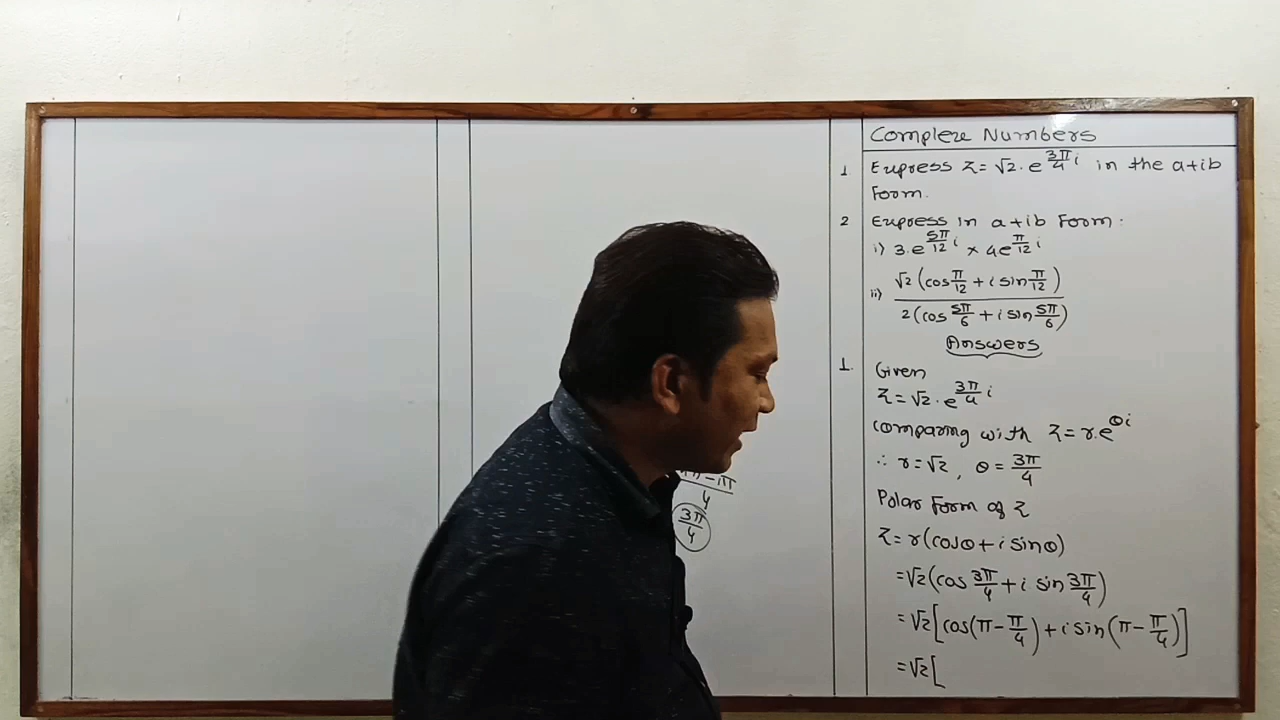 Complex Numbers
1 Express z = √2 . e^(3π/4 i) in the a+ib
Form.
2 Express in a+ib Form.
i) 3.e^(5π/12 i) × 4e^(π/12 i)
ii) √2 (cos π/12 + i sin π/12) / 2(cos 5π/6 + i sin 5π/6)
Answers
1. Given
z = √2 . e^(3π/4 i)
Comparing with z = r.e^(θi)
∴ r = √2, θ = 3π/4
Polar Form of z
z = r(cosθ + i sinθ)
= √2 (cos 3π/4 + i sin 3π/4)
= √2 [cos(π − π/4) + i sin(π − π/4)]
= √2 [
3π/4